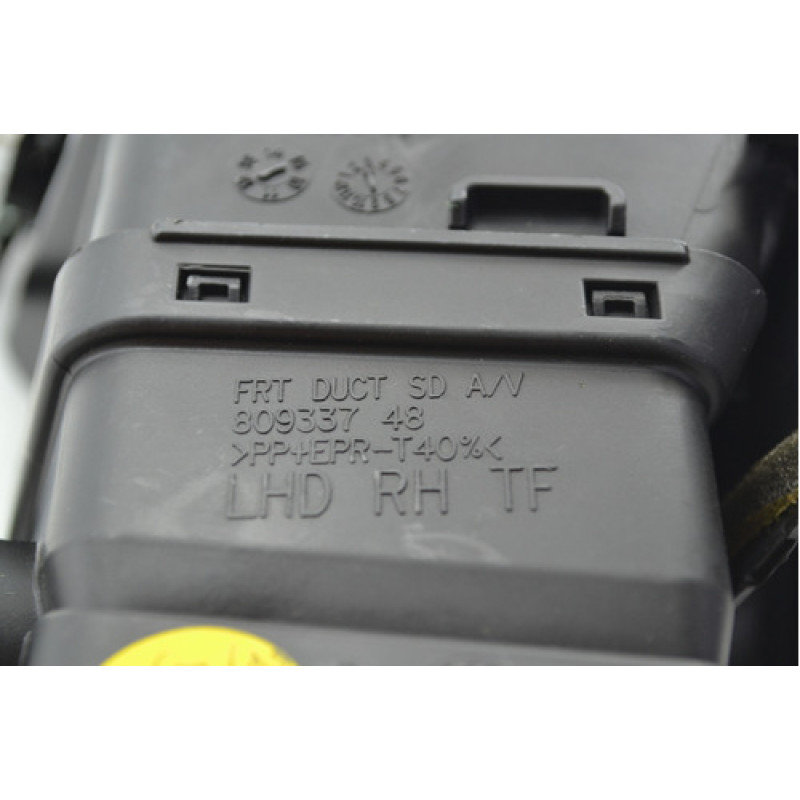 FRT DUCT SD A/V
809337 48
>PP+EPR-T40%<
LHD RH TF